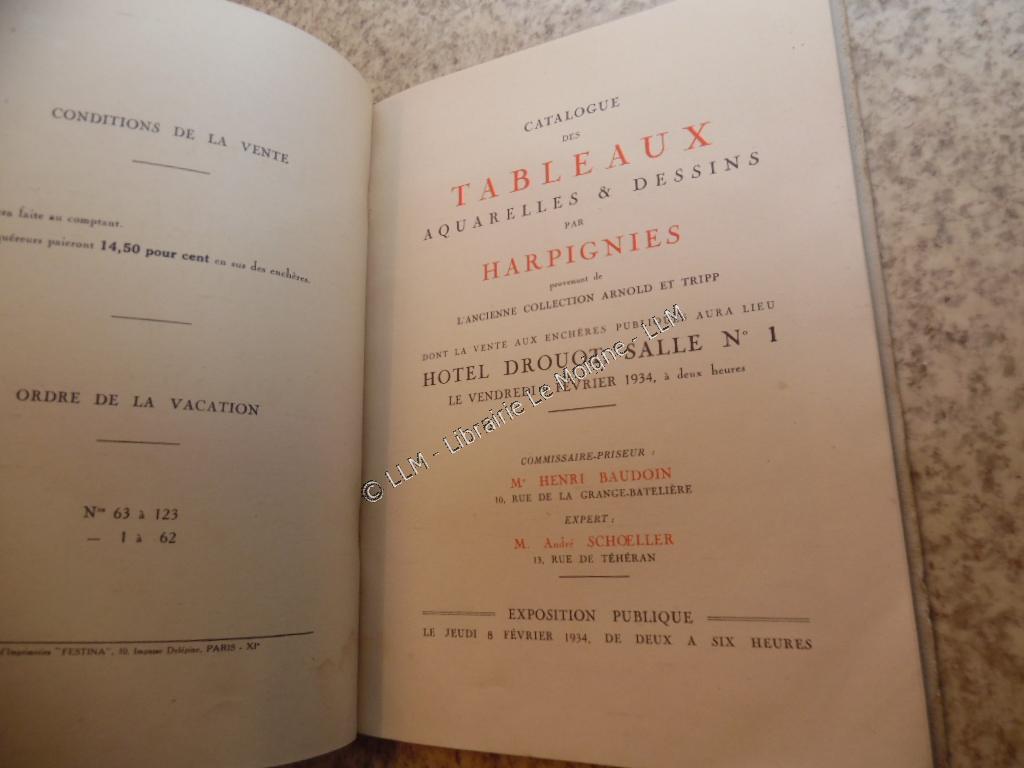 CONDITIONS DE LA VENTE
faite au comptant.
paieront 14,50 pour cent en sus des enchères.
ORDRE DE LA VACATION
Nos 63 à 123
— 1 à 62
d'Imprimeries "FESTINA", 10, Impasse Delépine, PARIS - XIe
CATALOGUE
DES
TABLEAUX
AQUARELLES & DESSINS
PAR
HARPIGNIES
provenant de
L'ANCIENNE COLLECTION ARNOLD ET TRIPP
DONT LA VENTE AUX ENCHÈRES PUBLIQUES AURA LIEU
HOTEL DROUOT, SALLE No 1
LE VENDREDI FÉVRIER 1934, à deux heures
COMMISSAIRE-PRISEUR :
Me HENRI BAUDOIN
10, RUE DE LA GRANGE-BATELIÈRE
EXPERT :
M. André SCHŒLLER
13, RUE DE TÉHÉRAN
EXPOSITION PUBLIQUE
LE JEUDI 8 FÉVRIER 1934, DE DEUX A SIX HEURES
© LLM - Librairie Le Moigne - LLM